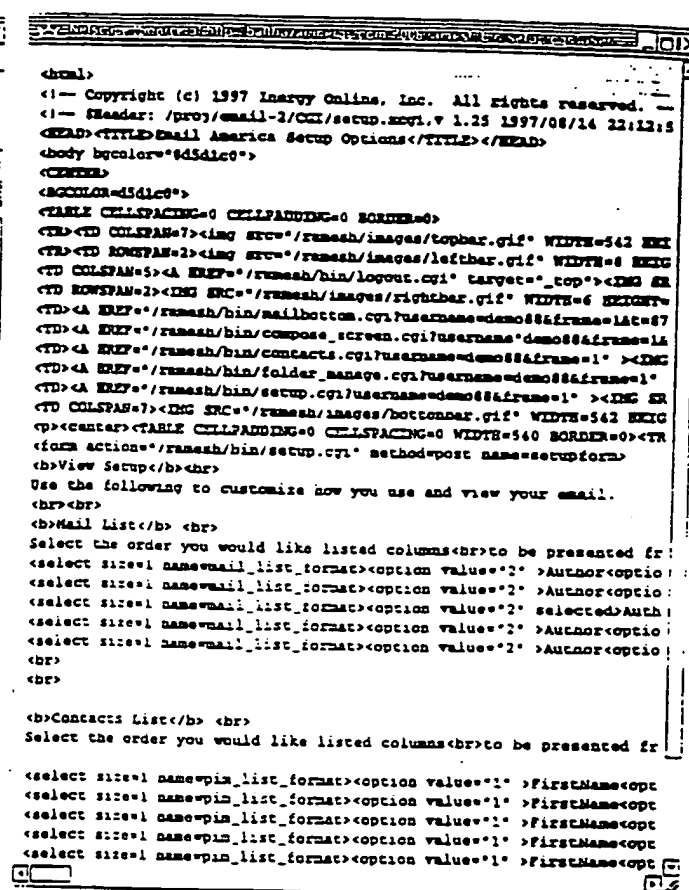 <html>
<!-- Copyright (c) 1997 Inergy Online, Inc. All rights reserved. --
<!-- $Header: /proj/email-2/CGI/setup.xcgi,v 1.25 1997/08/14 22:12:5
<HEAD><TITLE>Email America Setup Options</TITLE></HEAD>
<body bgcolor="#d5d1c0">
<CENTER>
<BGCOLOR=d5d1c0">
<TABLE CELLSPACING=0 CELLPADDING=0 BORDER=0>
<TR><TD COLSPAN=7><img src="/ramesh/images/topbar.gif" WIDTH=542 HEI
<TR><TD ROWSPAN=2><img src="/ramesh/images/leftbar.gif" WIDTH=8 HEIG
<TD COLSPAN=5><A HREF="/ramesh/bin/logout.cgi" target="_top"><IMG SR
<TD ROWSPAN=2><IMG SRC="/ramesh/images/rightbar.gif" WIDTH=6 HEIGHT=
<TD><A HREF="/ramesh/bin/mailbottom.cgi?username=demo88&frame=1&t=87
<TD><A HREF="/ramesh/bin/compose_screen.cgi?username=demo88&frame=1&
<TD><A HREF="/ramesh/bin/contacts.cgi?username=demo88&frame=1" ><IMG
<TD><A HREF="/ramesh/bin/folder_manage.cgi?username=demo88&frame=1"
<TD><A HREF="/ramesh/bin/setup.cgi?username=demo88&frame=1" ><IMG SR
<TD COLSPAN=7><IMG SRC="/ramesh/images/bottonbar.gif" WIDTH=542 HEIG
<p><center><TABLE CELLPADDING=0 CELLSPACING=0 WIDTH=540 BORDER=0><TR
<form action="/ramesh/bin/setup.cgi" method=post name=setupform>
<b>View Setup</b><br>
Use the following to customize how you use and view your email.
<br><br>
<b>Mail List</b> <br>
Select the order you would like listed columns<br>to be presented fr
<select size=1 name=mail_list_format><option value="2" >Author<optio
<select size=1 name=mail_list_format><option value="2" >Author<optio
<select size=1 name=mail_list_format><option value="2" selected>Auth
<select size=1 name=mail_list_format><option value="2" >Author<optio
<select size=1 name=mail_list_format><option value="2" >Author<optio
<br>
<br>
<b>Contacts List</b> <br>
Select the order you would like listed columns<br>to be presented fr
<select size=1 name=pim_list_format><option value="1" >FirstName<opt
<select size=1 name=pim_list_format><option value="1" >FirstName<opt
<select size=1 name=pim_list_format><option value="1" >FirstName<opt
<select size=1 name=pim_list_format><option value="1" >FirstName<opt
<select size=1 name=pim_list_format><option value="1" >FirstName<opt